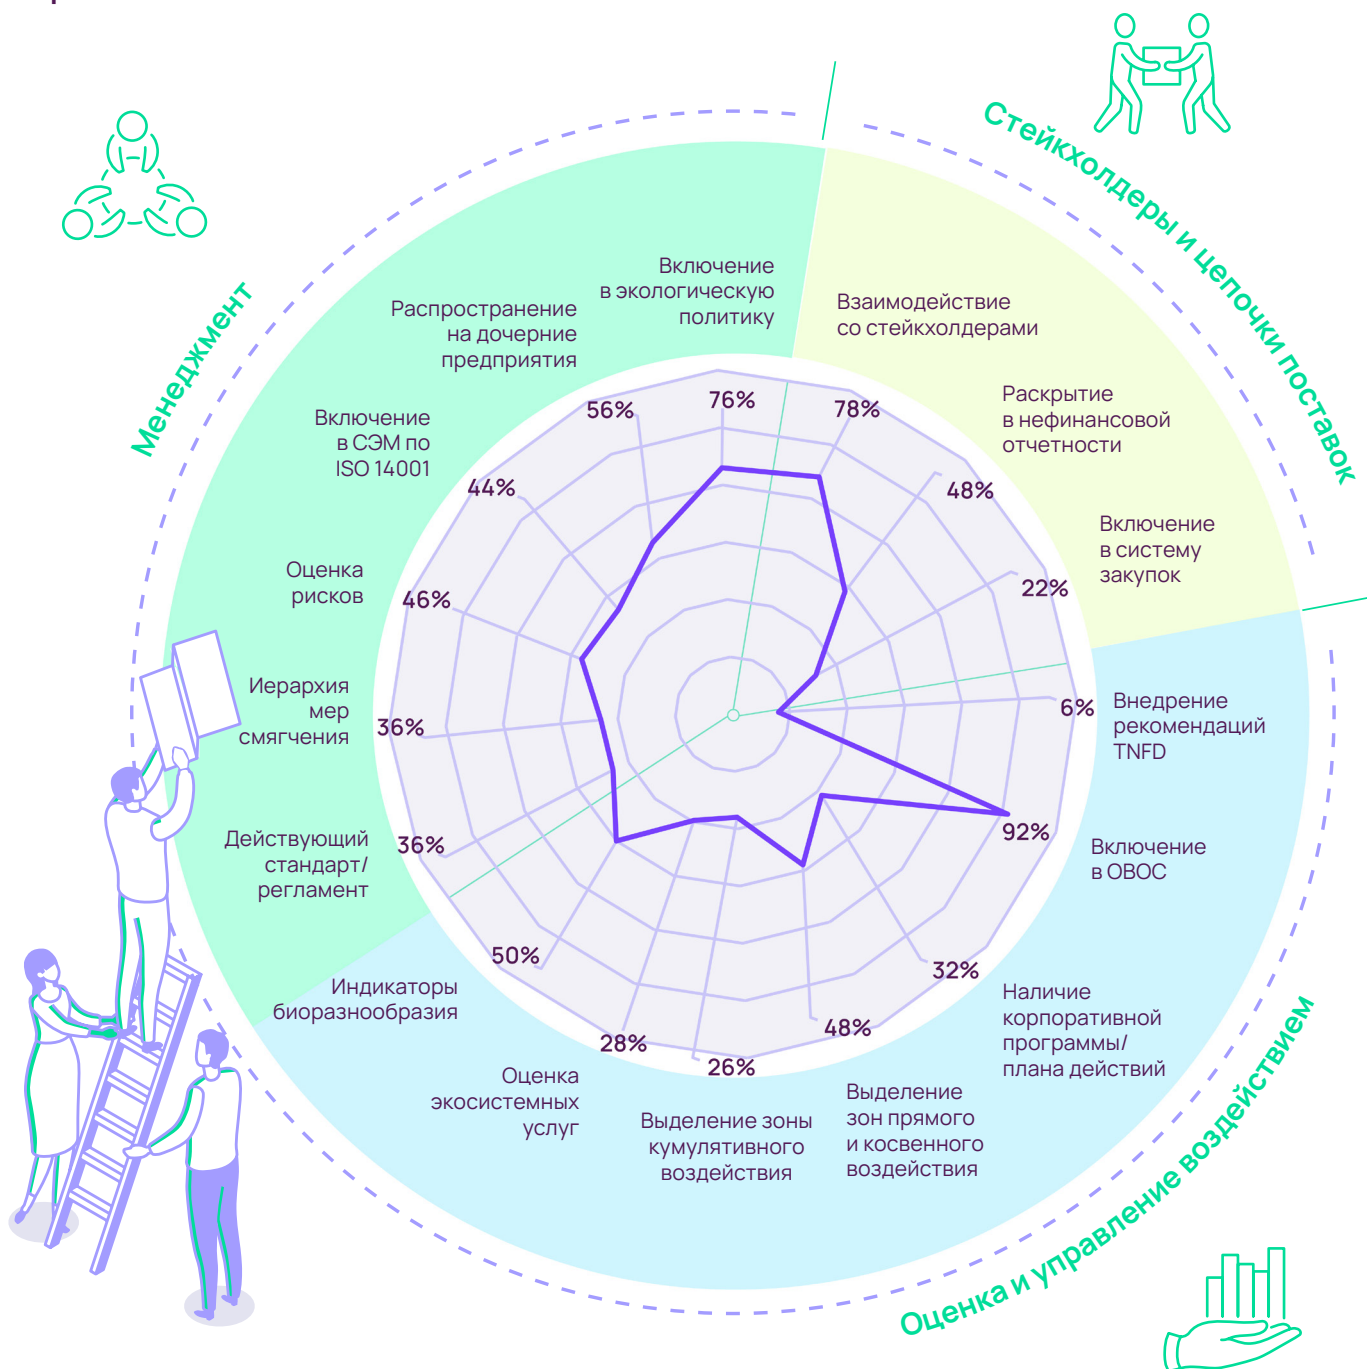 Менеджмент
Включение
в экологическую
политику
76%
Распространение
на дочерние
предприятия
56%
Включение
в СЭМ по
ISO 14001
44%
Оценка
рисков
46%
Иерархия
мер
смягчения
36%
Действующий
стандарт/
регламент
36%
Стейкхолдеры и цепочки поставок
Взаимодействие
со стейкхолдерами
78%
Раскрытие
в нефинансовой
отчетности
48%
Включение
в систему
закупок
22%
Оценка и управление воздействием
Внедрение
рекомендаций
TNFD
6%
Включение
в ОВОС
92%
Наличие
корпоративной
программы/
плана действий
32%
Выделение
зон прямого
и косвенного
воздействия
48%
Выделение зоны
кумулятивного
воздействия
26%
Оценка
экосистемных
услуг
28%
Индикаторы
биоразнообразия
50%